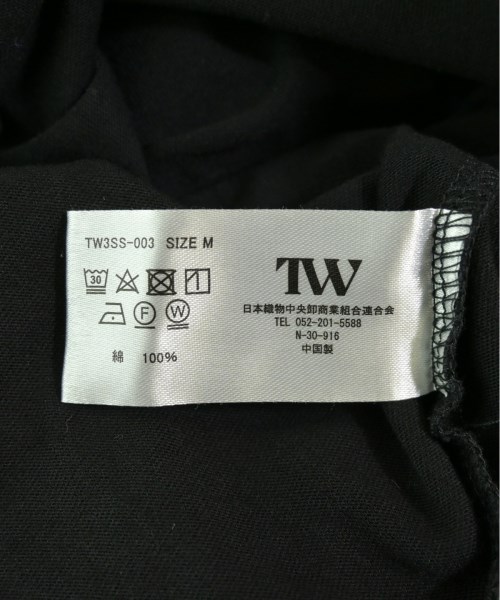 TW3SS-003 SIZE M
30
F W
綿 100%
TW
日本織物中央卸商業組合連合会
TEL 052-201-5588
N-30-916
中国製